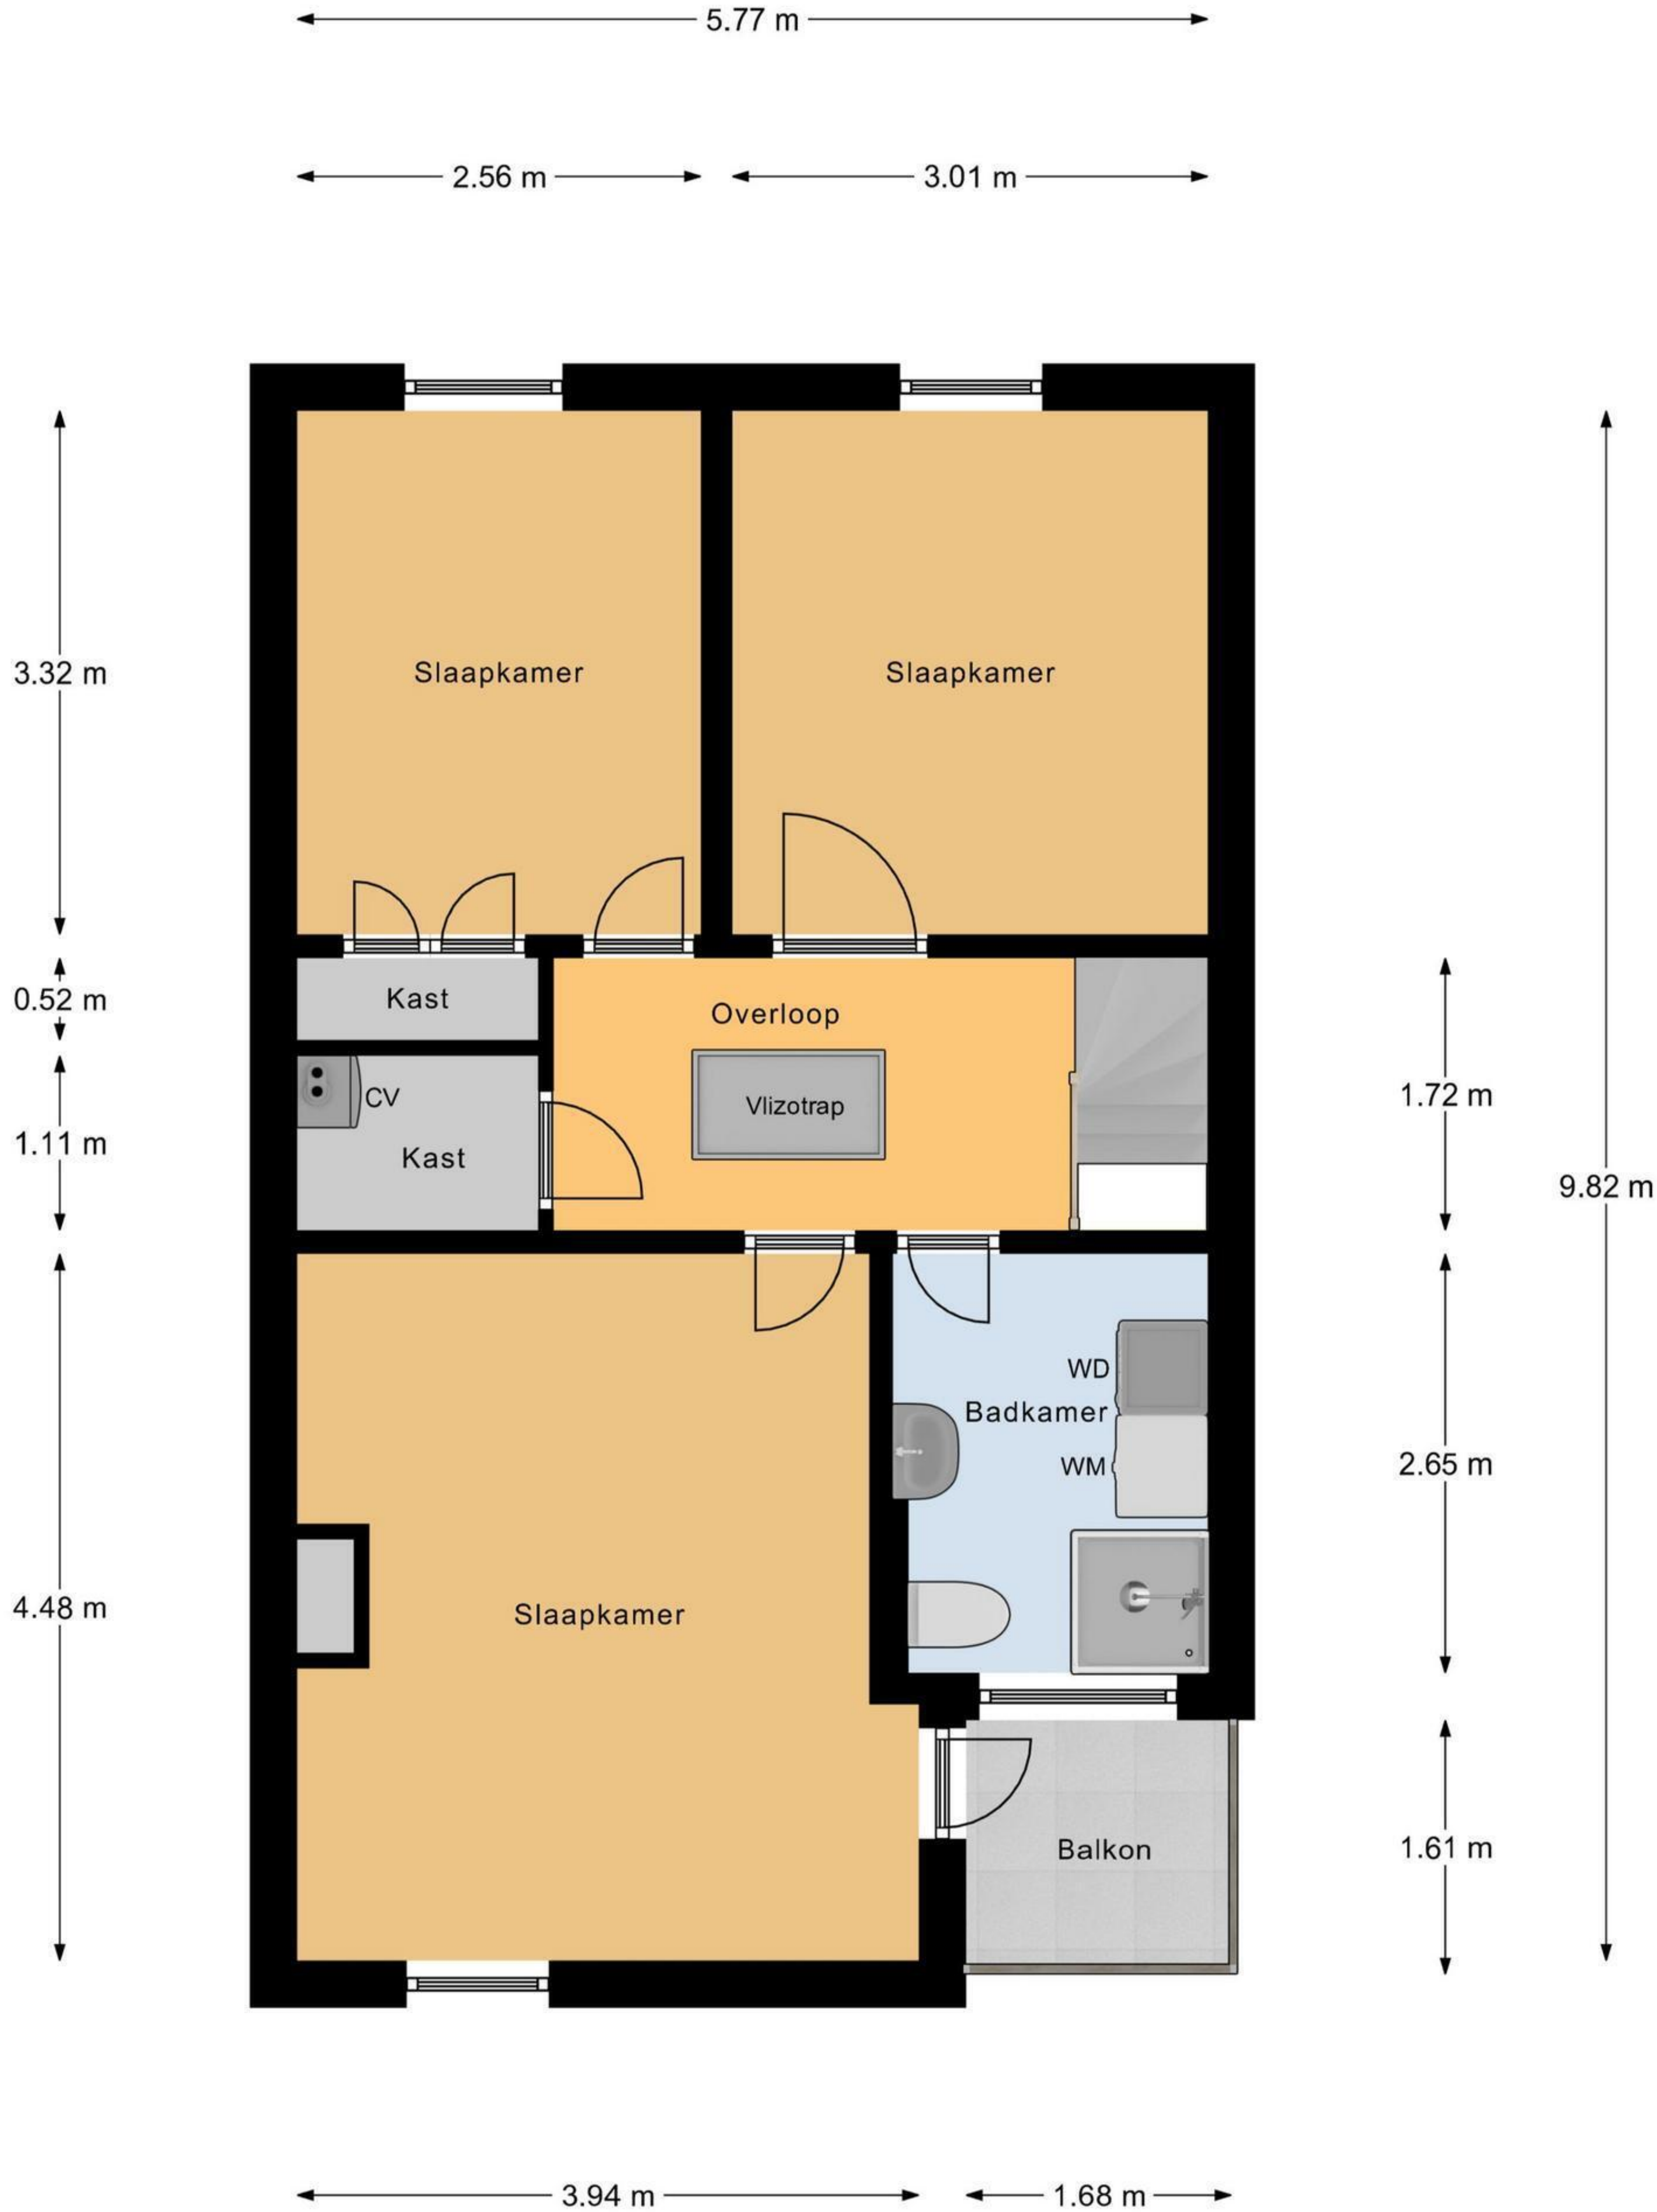 5.77 m
2.56 m
3.01 m
3.32 m
Slaapkamer
Slaapkamer
0.52 m
Kast
Overloop
1.72 m
CV
Vlizotrap
1.11 m
Kast
9.82 m
WD
Badkamer
WM
2.65 m
4.48 m
Slaapkamer
Balkon
1.61 m
3.94 m
1.68 m